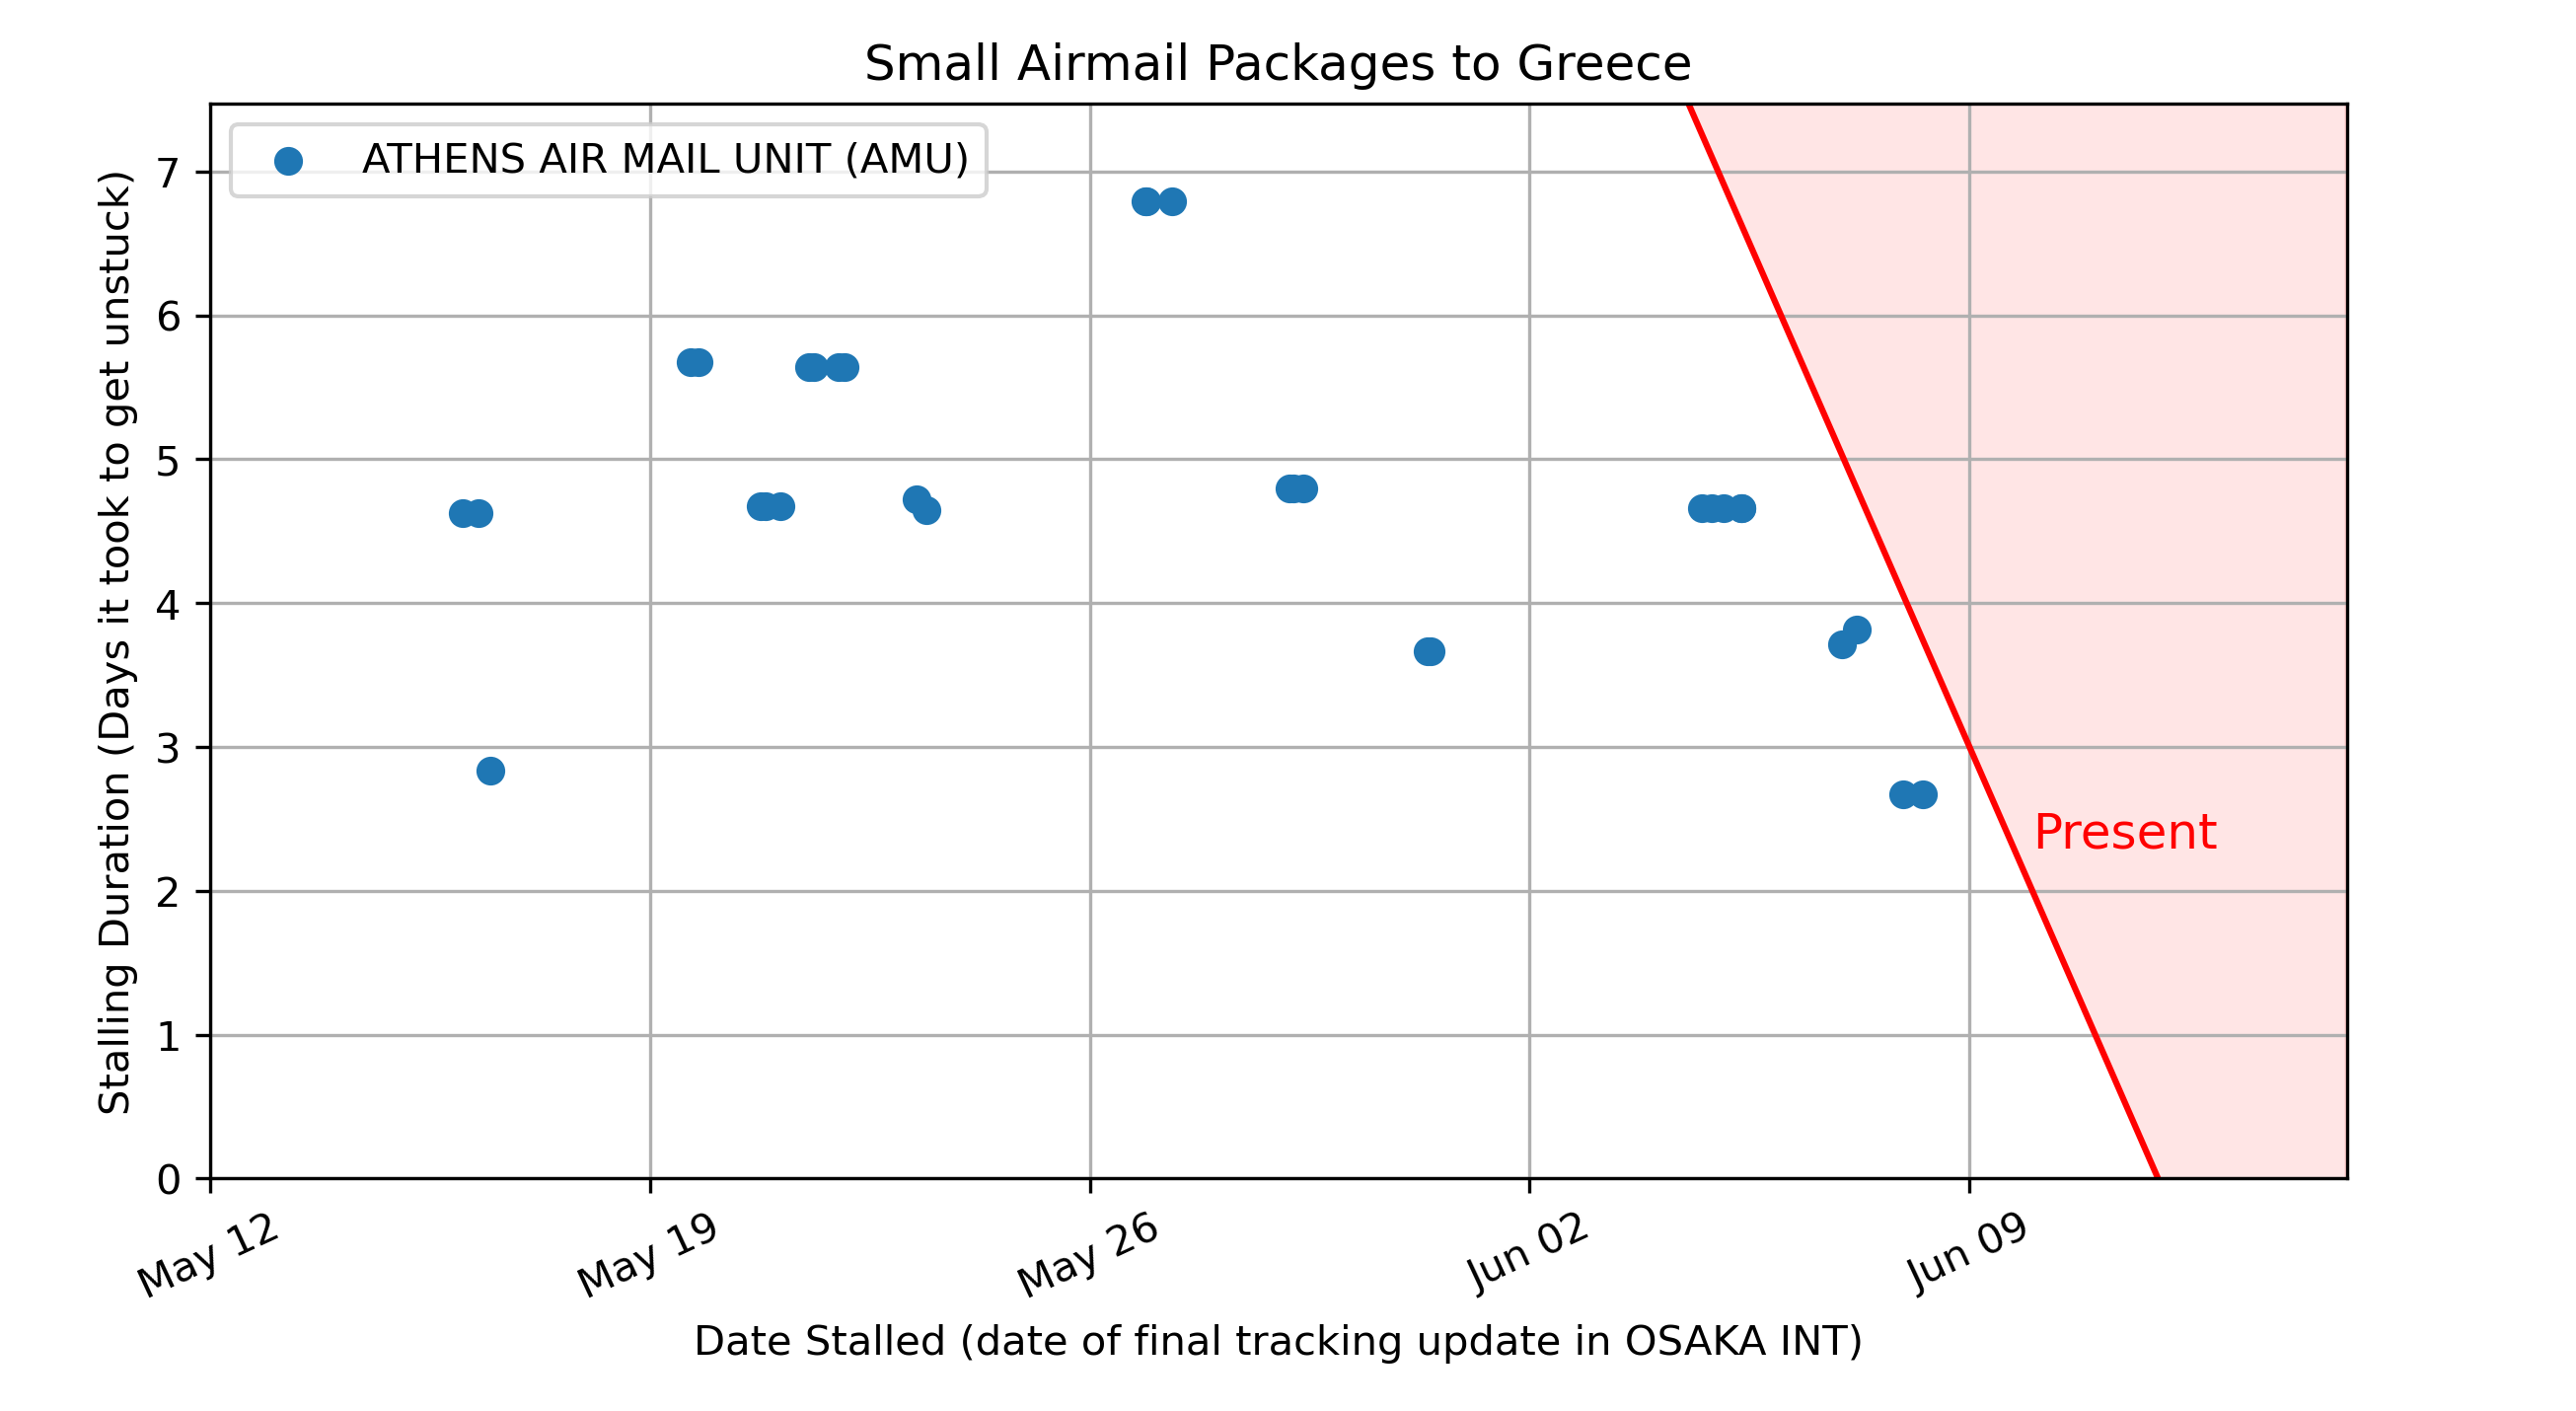 Small Airmail Packages to Greece
ATHENS AIR MAIL UNIT (AMU)
Stalling Duration (Days it took to get unstuck)
7
6
5
4
3
2
1
0
Present
May 12
May 19
May 26
Jun 02
Jun 09
Date Stalled (date of final tracking update in OSAKA INT)